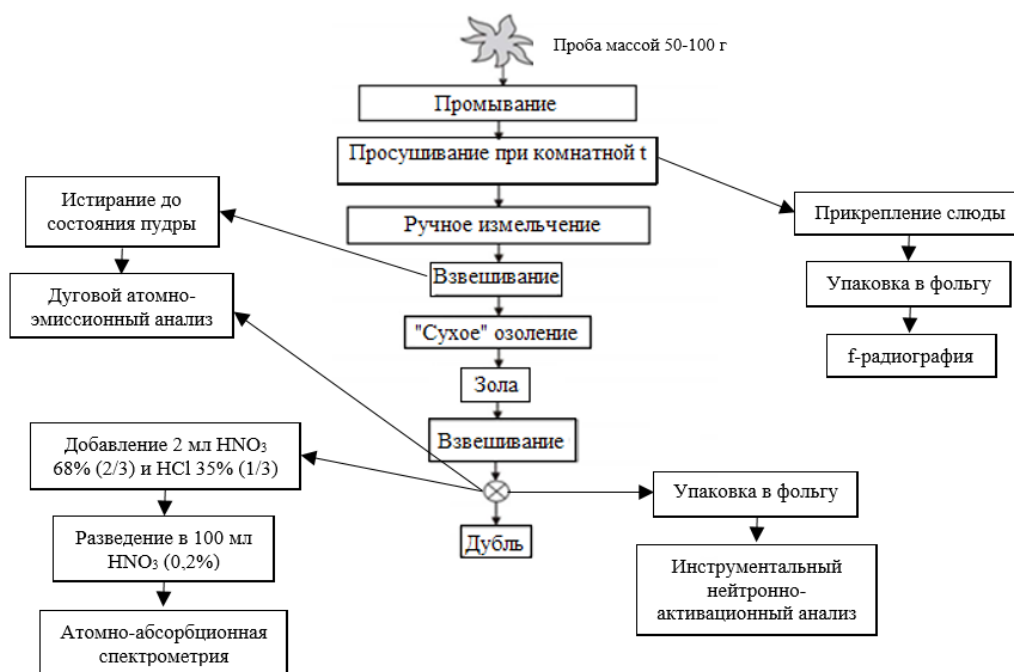 Проба массой 50-100 г
Промывание
Просушивание при комнатной t
Истирание до
состояния пудры
Ручное измельчение
Прикрепление слюды
Взвешивание
Упаковка в фольгу
Дуговой атомно-
эмиссионный анализ
"Сухое" озоление
f-радиография
Зола
Взвешивание
Добавление 2 мл HNO₃
68% (2/3) и HCl 35% (1/3)
Упаковка в фольгу
Разведение в 100 мл
HNO₃ (0,2%)
Дубль
Инструментальный
нейтронно-
активационный анализ
Атомно-абсорбционная
спектрометрия